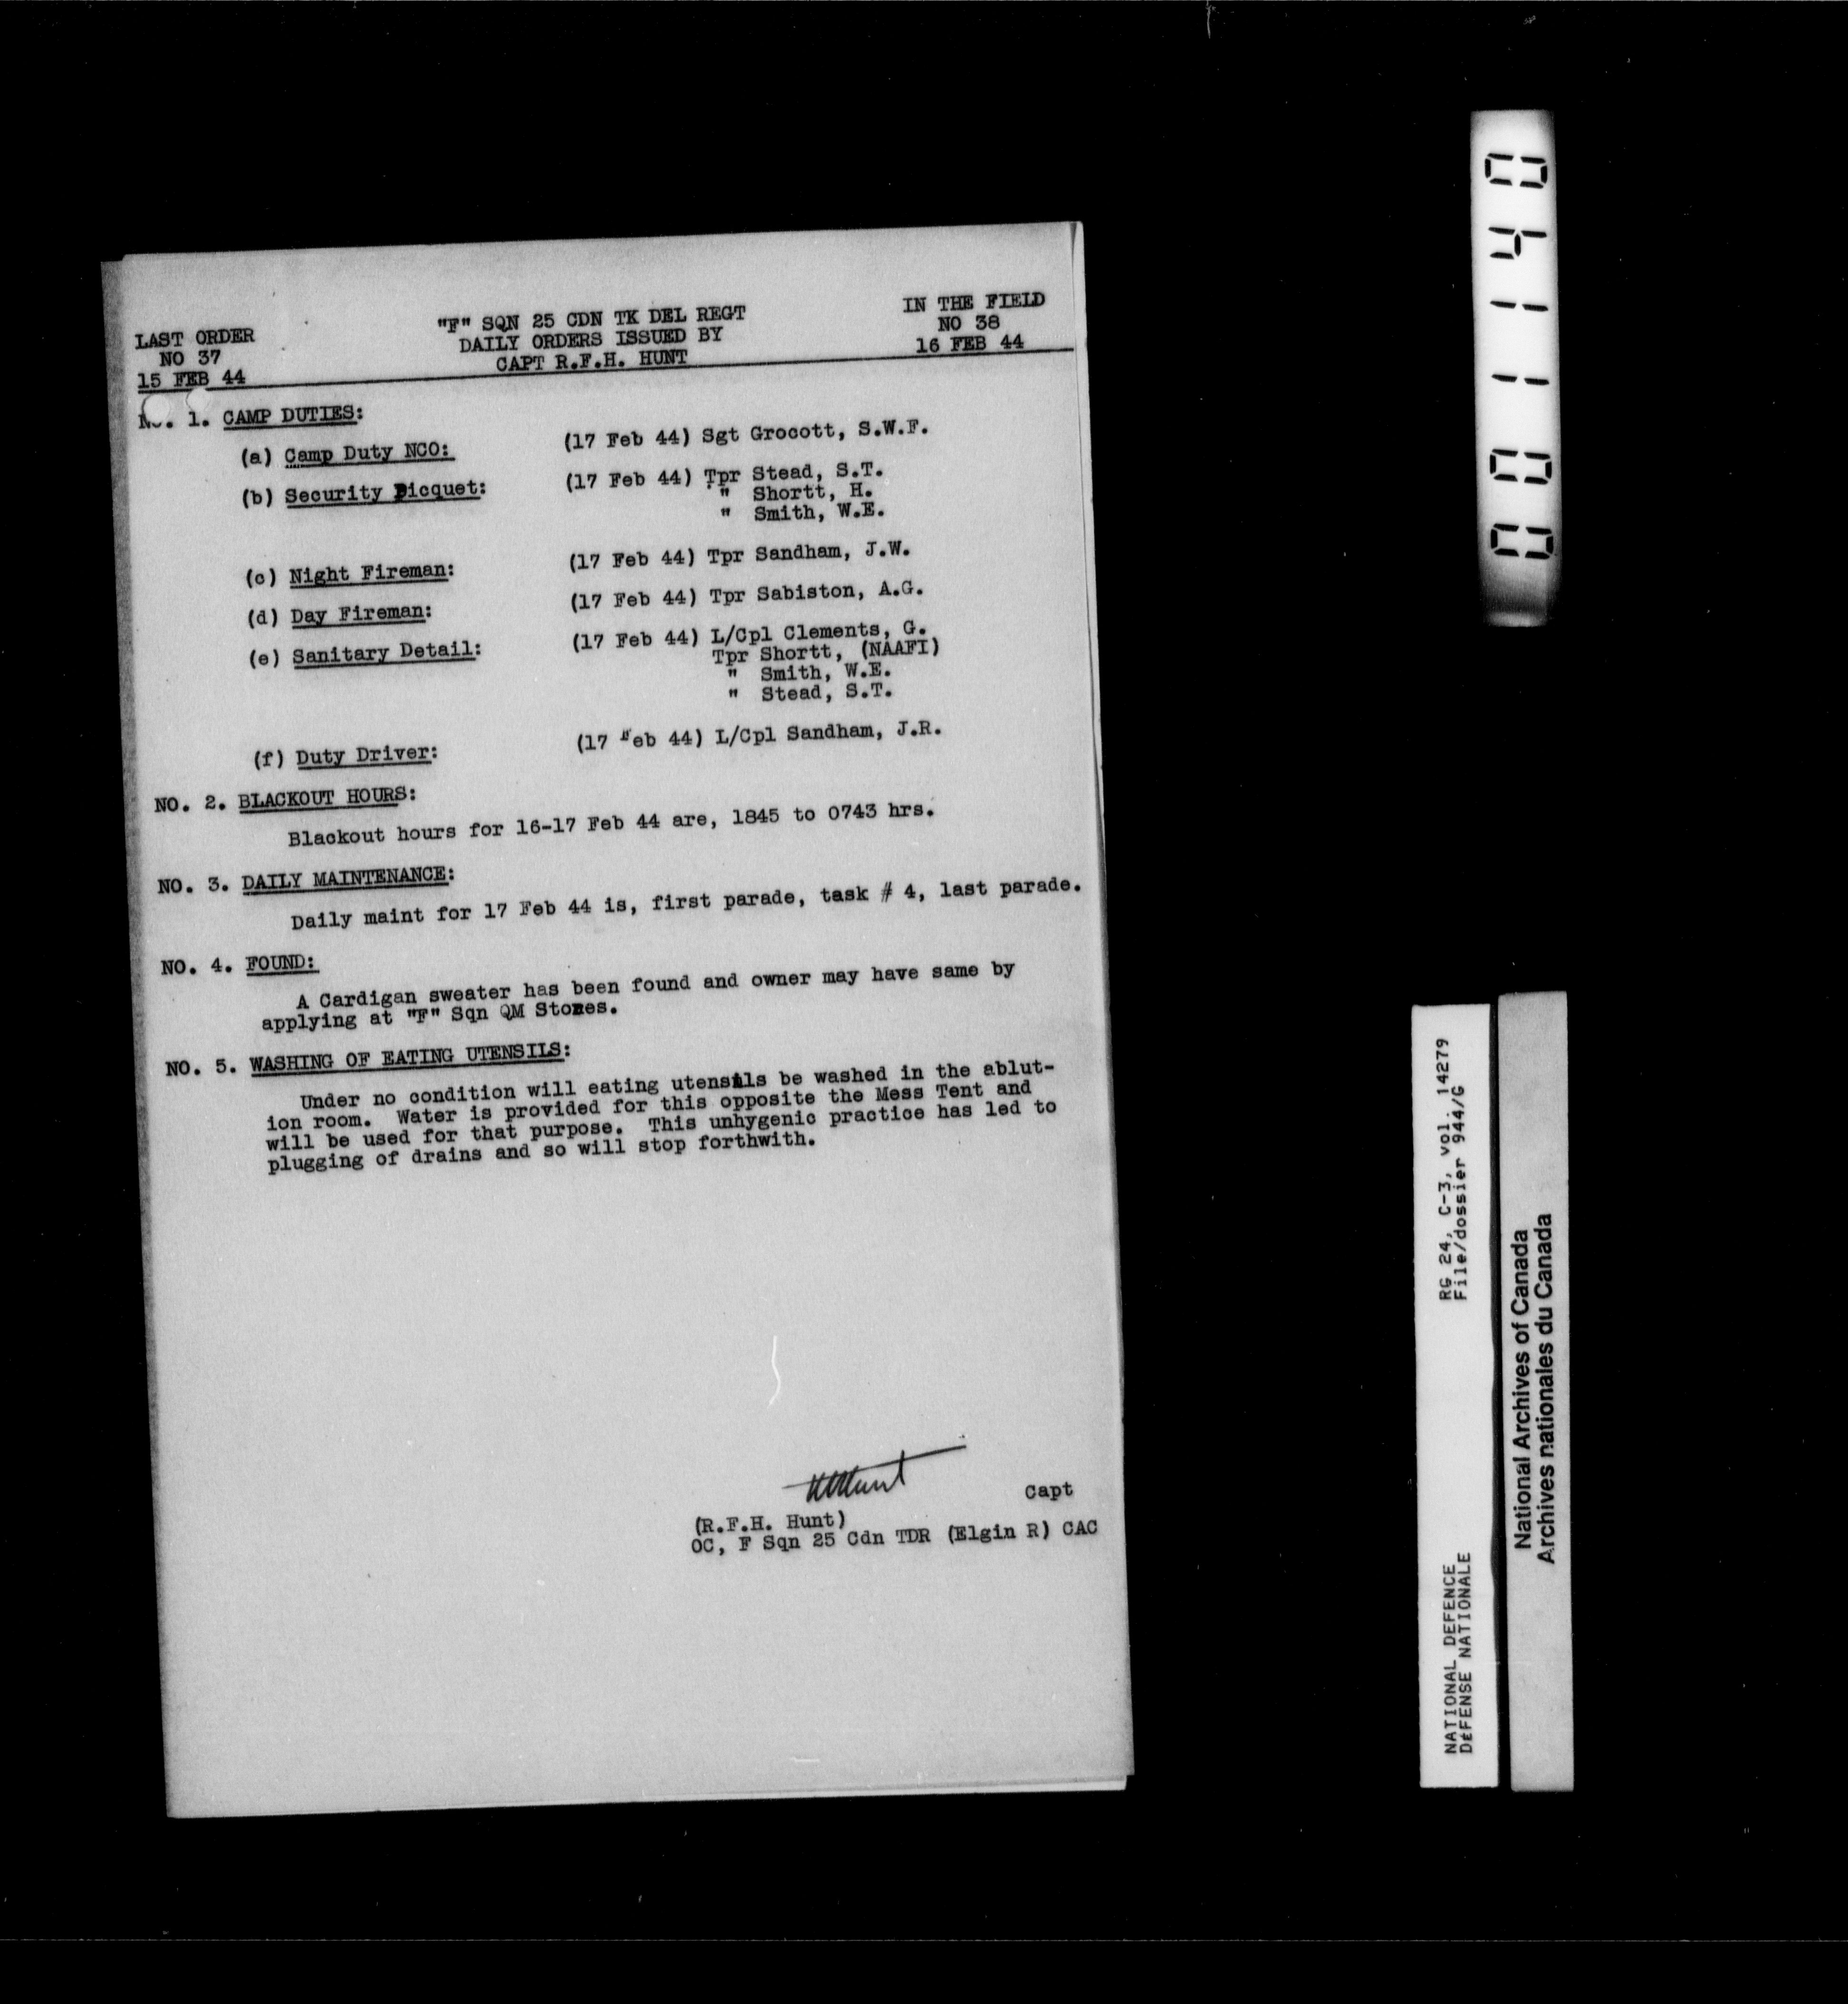 LAST ORDER
NO 37
15 FEB 44
"F" SQN 25 CDN TK DEL REGT
DAILY ORDERS ISSUED BY
CAPT R.F.H. HUNT
IN THE FIELD
NO 38
16 FEB 44
No. 1. CAMP DUTIES:
(a) Camp Duty NCO: (17 Feb 44) Sgt Grocott, S.W.F.
(b) Security Picquet: (17 Feb 44) Tpr Stead, S.T.
" Shortt, H.
" Smith, W.E.
(c) Night Fireman: (17 Feb 44) Tpr Sandham, J.W.
(d) Day Fireman: (17 Feb 44) Tpr Sabiston, A.G.
(e) Sanitary Detail: (17 Feb 44) L/Cpl Clements, G.
Tpr Shortt, (NAAFI)
" Smith, W.E.
" Stead, S.T.
(f) Duty Driver: (17 Feb 44) L/Cpl Sandham, J.R.
NO. 2. BLACKOUT HOURS:
Blackout hours for 16-17 Feb 44 are, 1845 to 0743 hrs.
NO. 3. DAILY MAINTENANCE:
Daily maint for 17 Feb 44 is, first parade, task # 4, last parade.
NO. 4. FOUND:
A Cardigan sweater has been found and owner may have same by
applying at "F" Sqn QM Stores.
NO. 5. WASHING OF EATING UTENSILS:
Under no condition will eating utensils be washed in the ablut-
ion room. Water is provided for this opposite the Mess Tent and
will be used for that purpose. This unhygenic practice has led to
plugging of drains and so will stop forthwith.
Capt
(R.F.H. Hunt)
OC, F Sqn 25 Cdn TDR (Elgin R) CAC
001140
RG 24, C-3, vol. 14279
File/dossier 944/G
NATIONAL DEFENCE
DÉFENSE NATIONALE
National Archives of Canada
Archives nationales du Canada